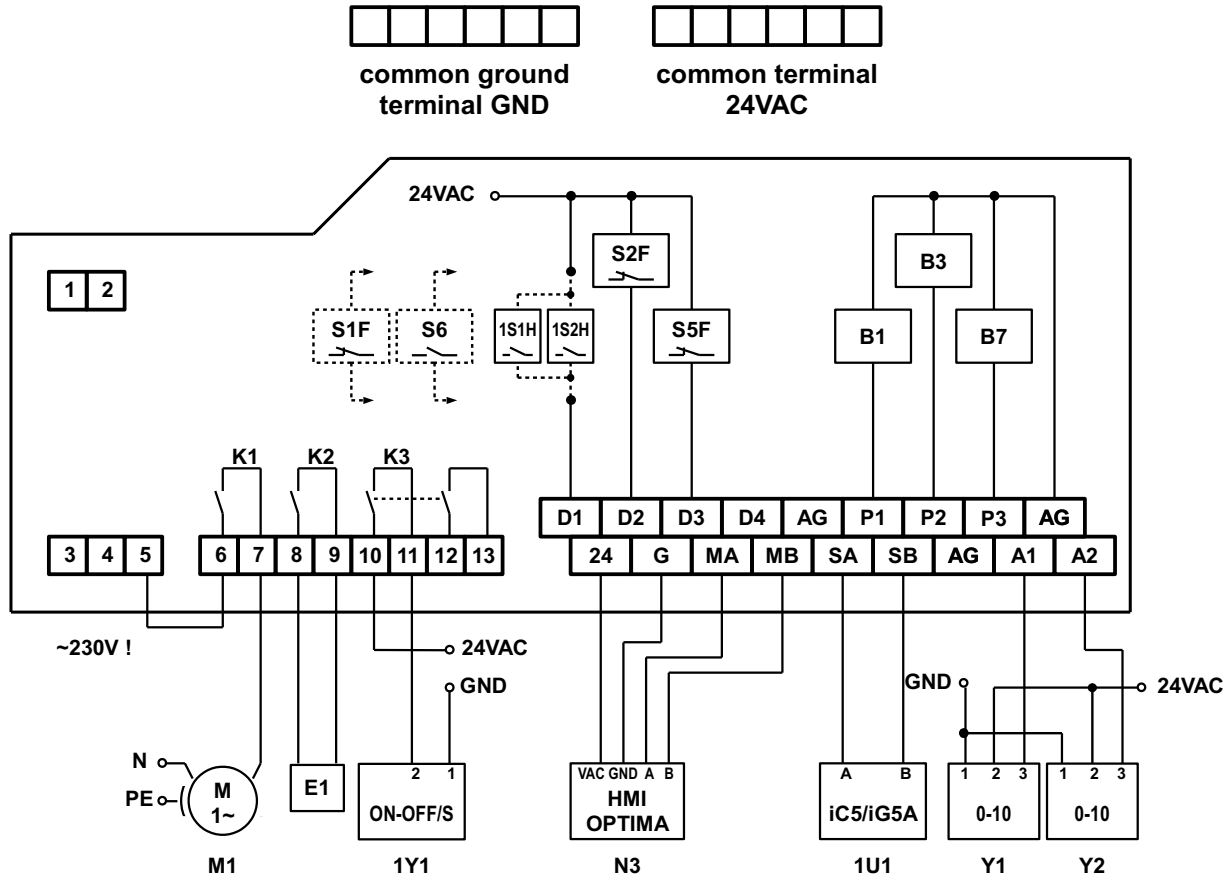 common ground
terminal GND
common terminal
24VAC
24VAC
S2F
B3
1 2
S1F S6 1S1H 1S2H S5F B1 B7
K1 K2 K3
D1 D2 D3 D4 AG P1 P2 P3 AG
3 4 5 6 7 8 9 10 11 12 13
24 G MA MB SA SB AG A1 A2
~230V !
24VAC
GND
GND
24VAC
N
PE
M
1~
E1
2 1
ON-OFF/S
VAC GND A B
HMI
OPTIMA
A B
iC5/iG5A
1 2 3
0-10
1 2 3
0-10
M1 1Y1 N3 1U1 Y1 Y2